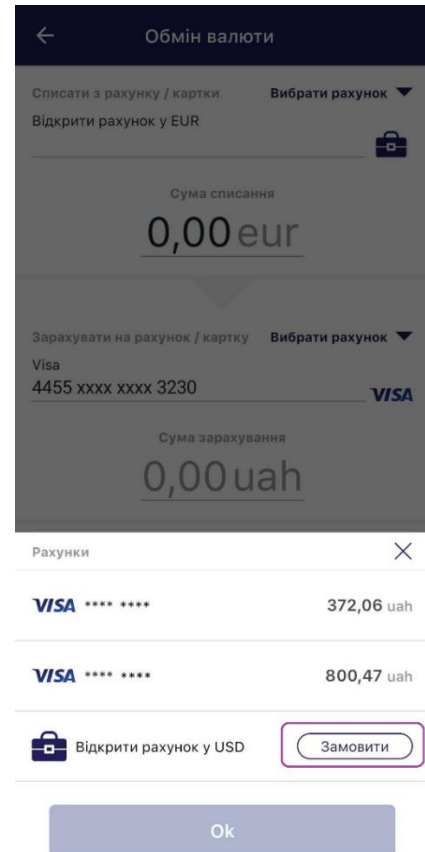 Обмін валюти
Списати з рахунку / картки Вибрати рахунок
Відкрити рахунок у EUR
Сума списання
0,00 eur
Зарахувати на рахунок / картку Вибрати рахунок
Visa
4455 xxxx xxxx 3230 VISA
Сума зарахування
0,00 uah
Рахунки
VISA **** **** 372,06 uah
VISA **** **** 800,47 uah
Відкрити рахунок у USD Замовити
Ok